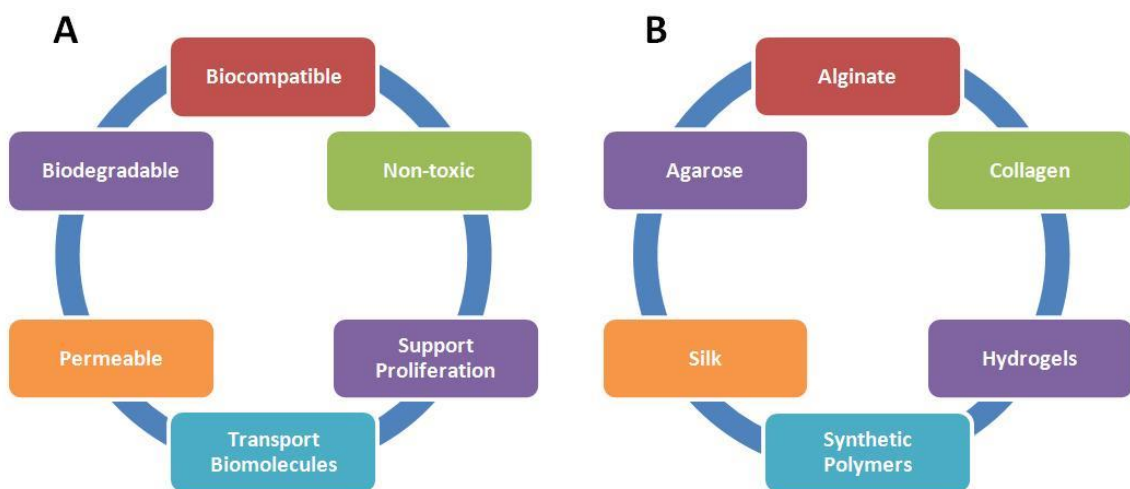 A
Biocompatible
Non-toxic
Support
Proliferation
Transport
Biomolecules
Permeable
Biodegradable
B
Alginate
Collagen
Hydrogels
Synthetic
Polymers
Silk
Agarose